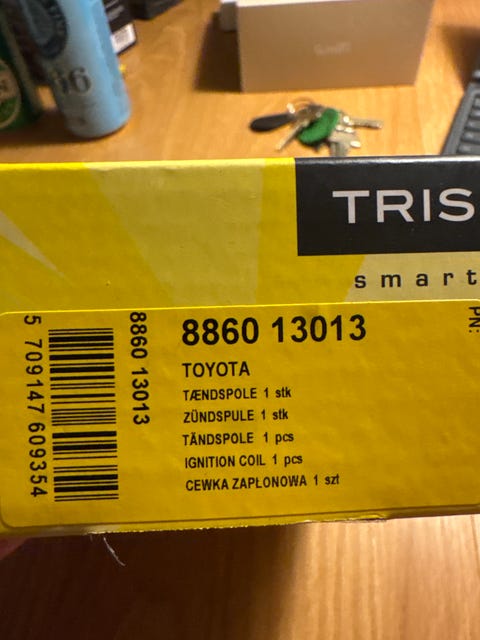 66
TRIS
smart
PN:
5 709147 609354
8860 13013
8860 13013
TOYOTA
TÆNDSPOLE 1 stk
ZÜNDSPULE 1 stk
TÄNDSPOLE 1 pcs
IGNITION COIL 1 pcs
CEWKA ZAPŁONOWA 1 szt